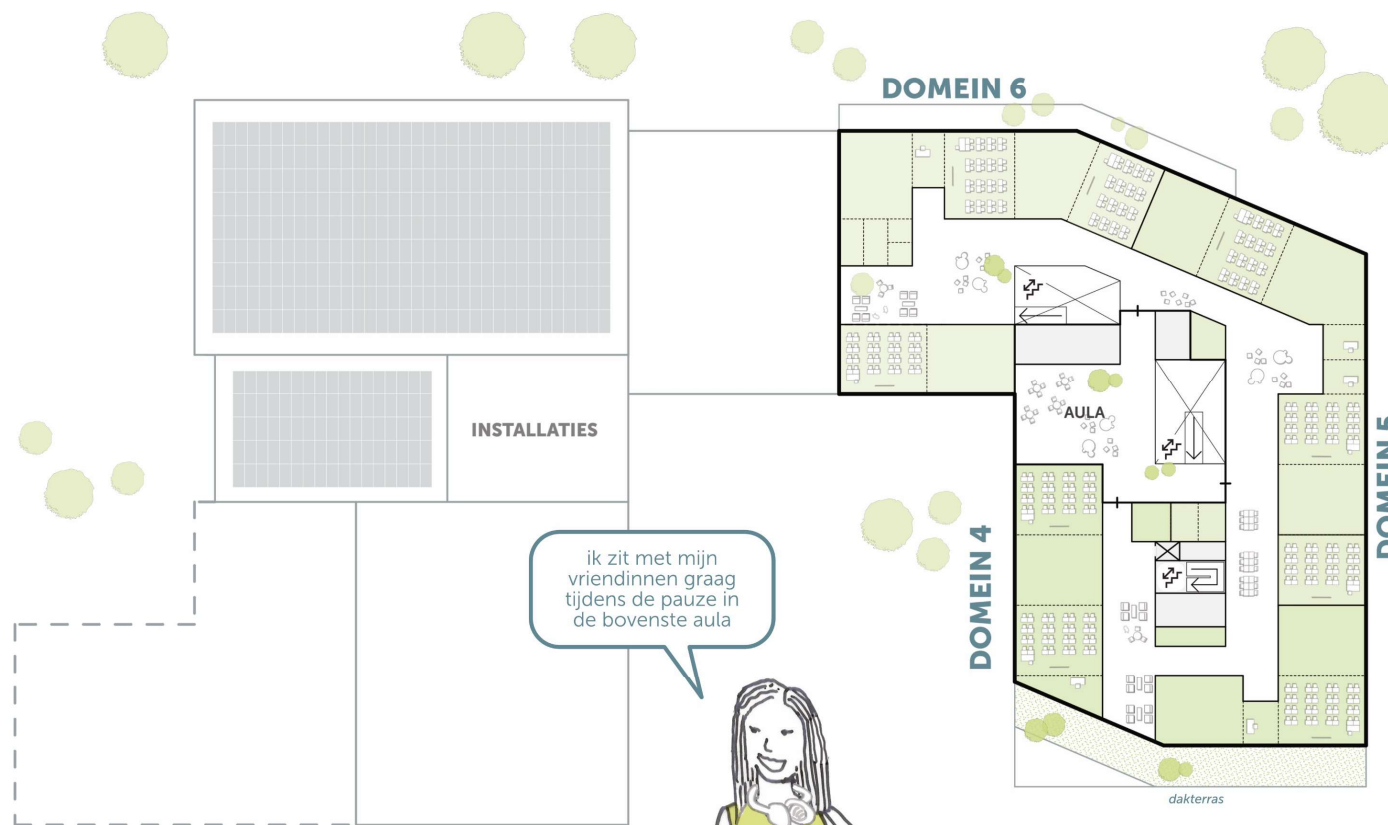 DOMEIN 6
INSTALLATIES
AULA
DOMEIN 5
DOMEIN 4
ik zit met mijn
vriendinnen graag
tijdens de pauze in
de bovenste aula
dakterras